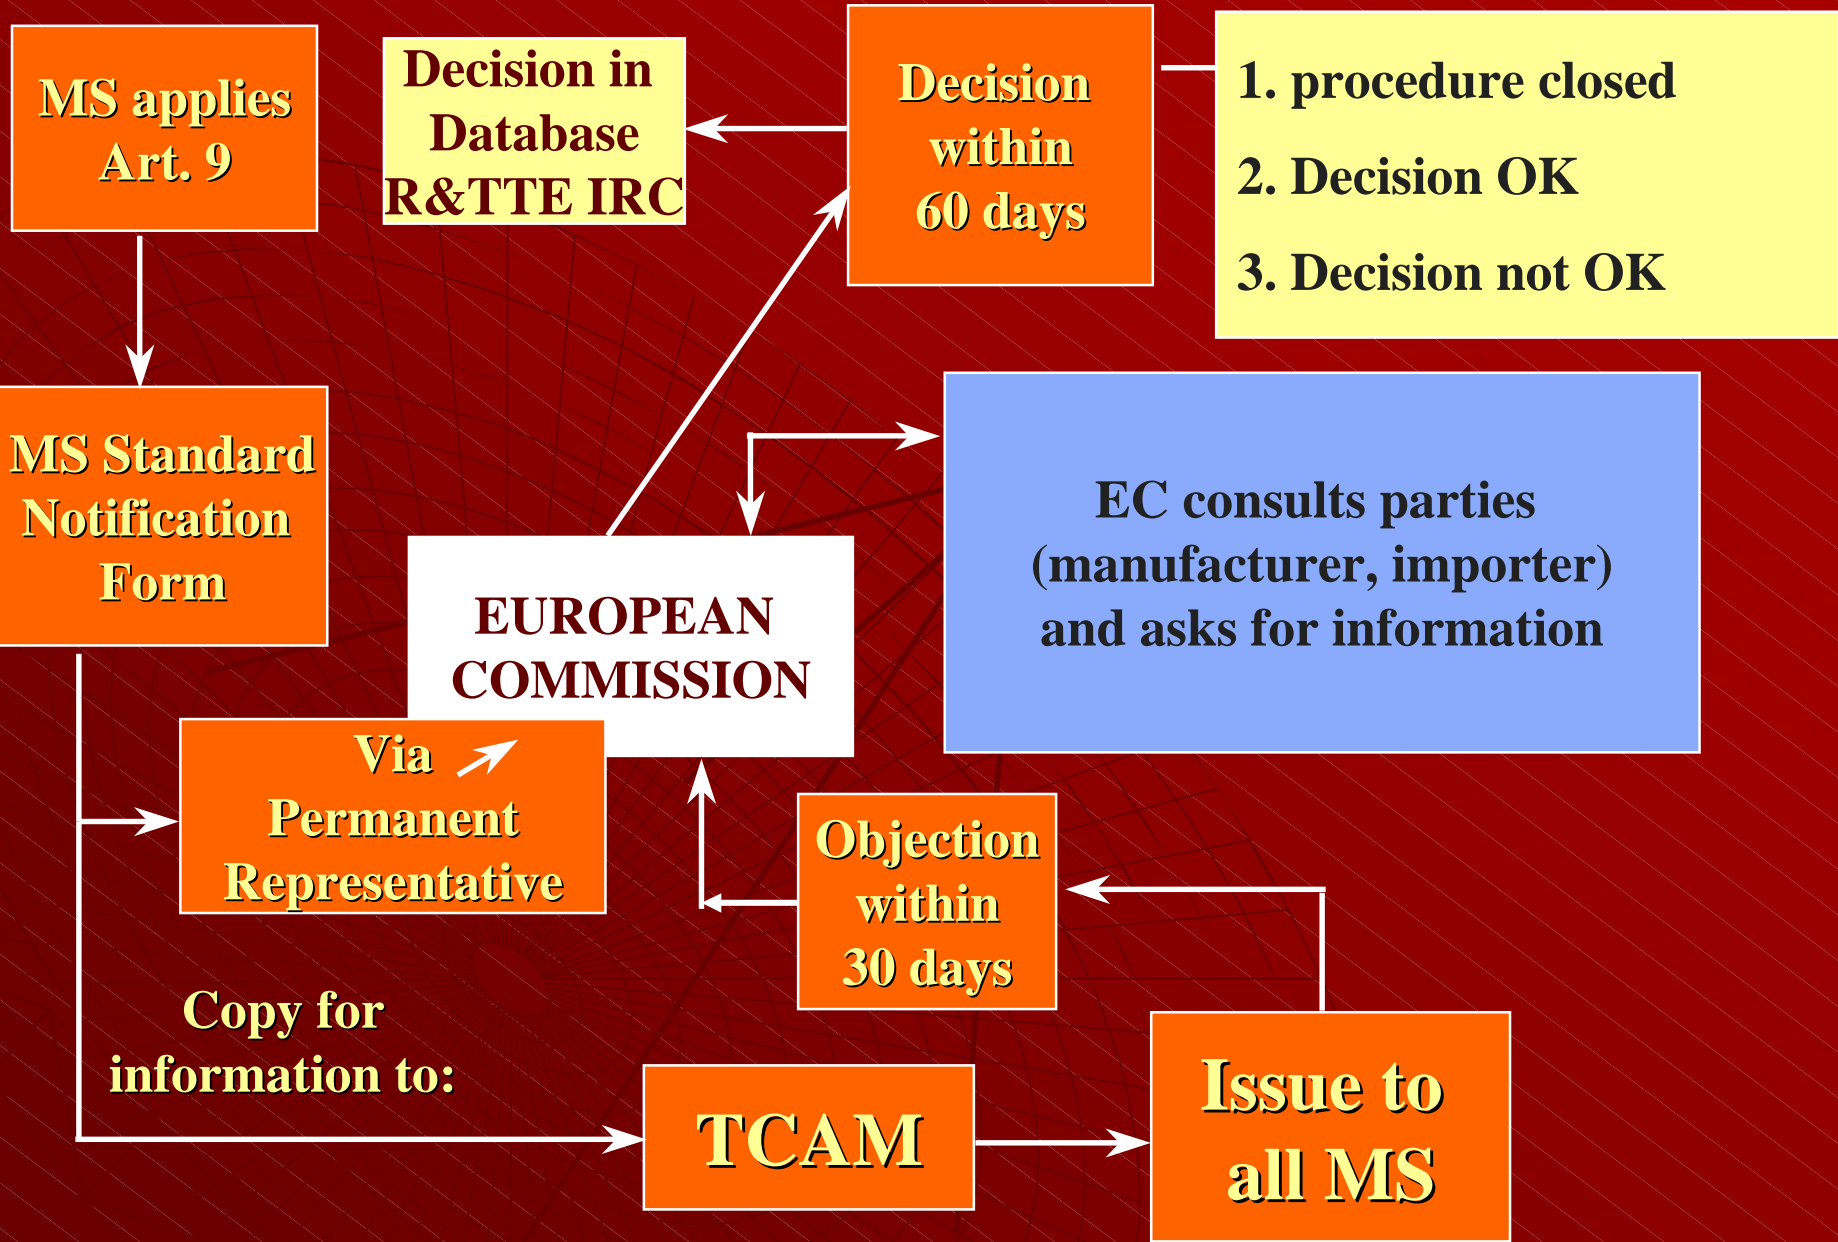 MS applies
Art. 9
Decision in
Database
R&TTE IRC
Decision
within
60 days
1. procedure closed
2. Decision OK
3. Decision not OK
MS Standard
Notification
Form
EUROPEAN
COMMISSION
EC consults parties
(manufacturer, importer)
and asks for information
Via
Permanent
Representative
Objection
within
30 days
Copy for
information to:
TCAM
Issue to
all MS